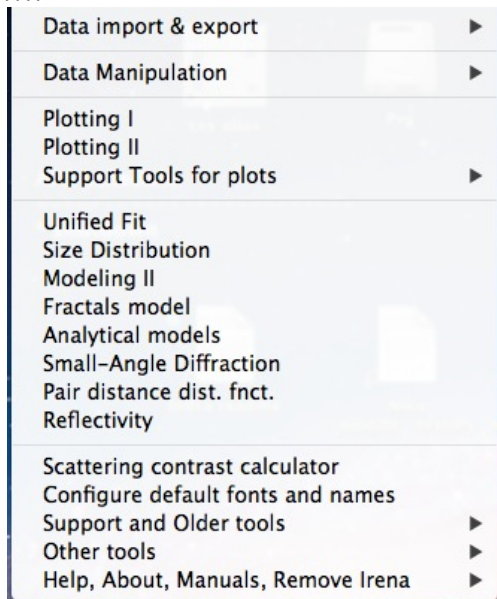 Data import & export
Data Manipulation
Plotting I
Plotting II
Support Tools for plots
Unified Fit
Size Distribution
Modeling II
Fractals model
Analytical models
Small-Angle Diffraction
Pair distance dist. fnct.
Reflectivity
Scattering contrast calculator
Configure default fonts and names
Support and Older tools
Other tools
Help, About, Manuals, Remove Irena